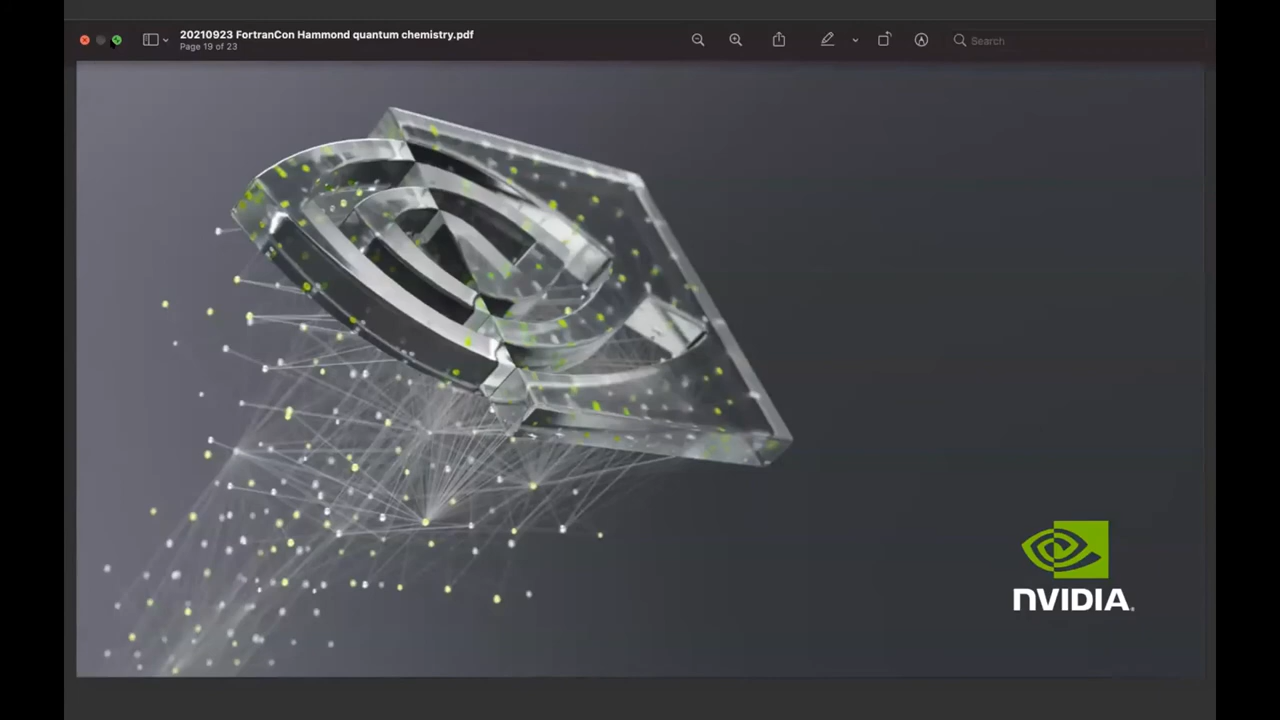 20210923 FortranCon Hammond quantum chemistry.pdf
Page 19 of 23
Search
NVIDIA.